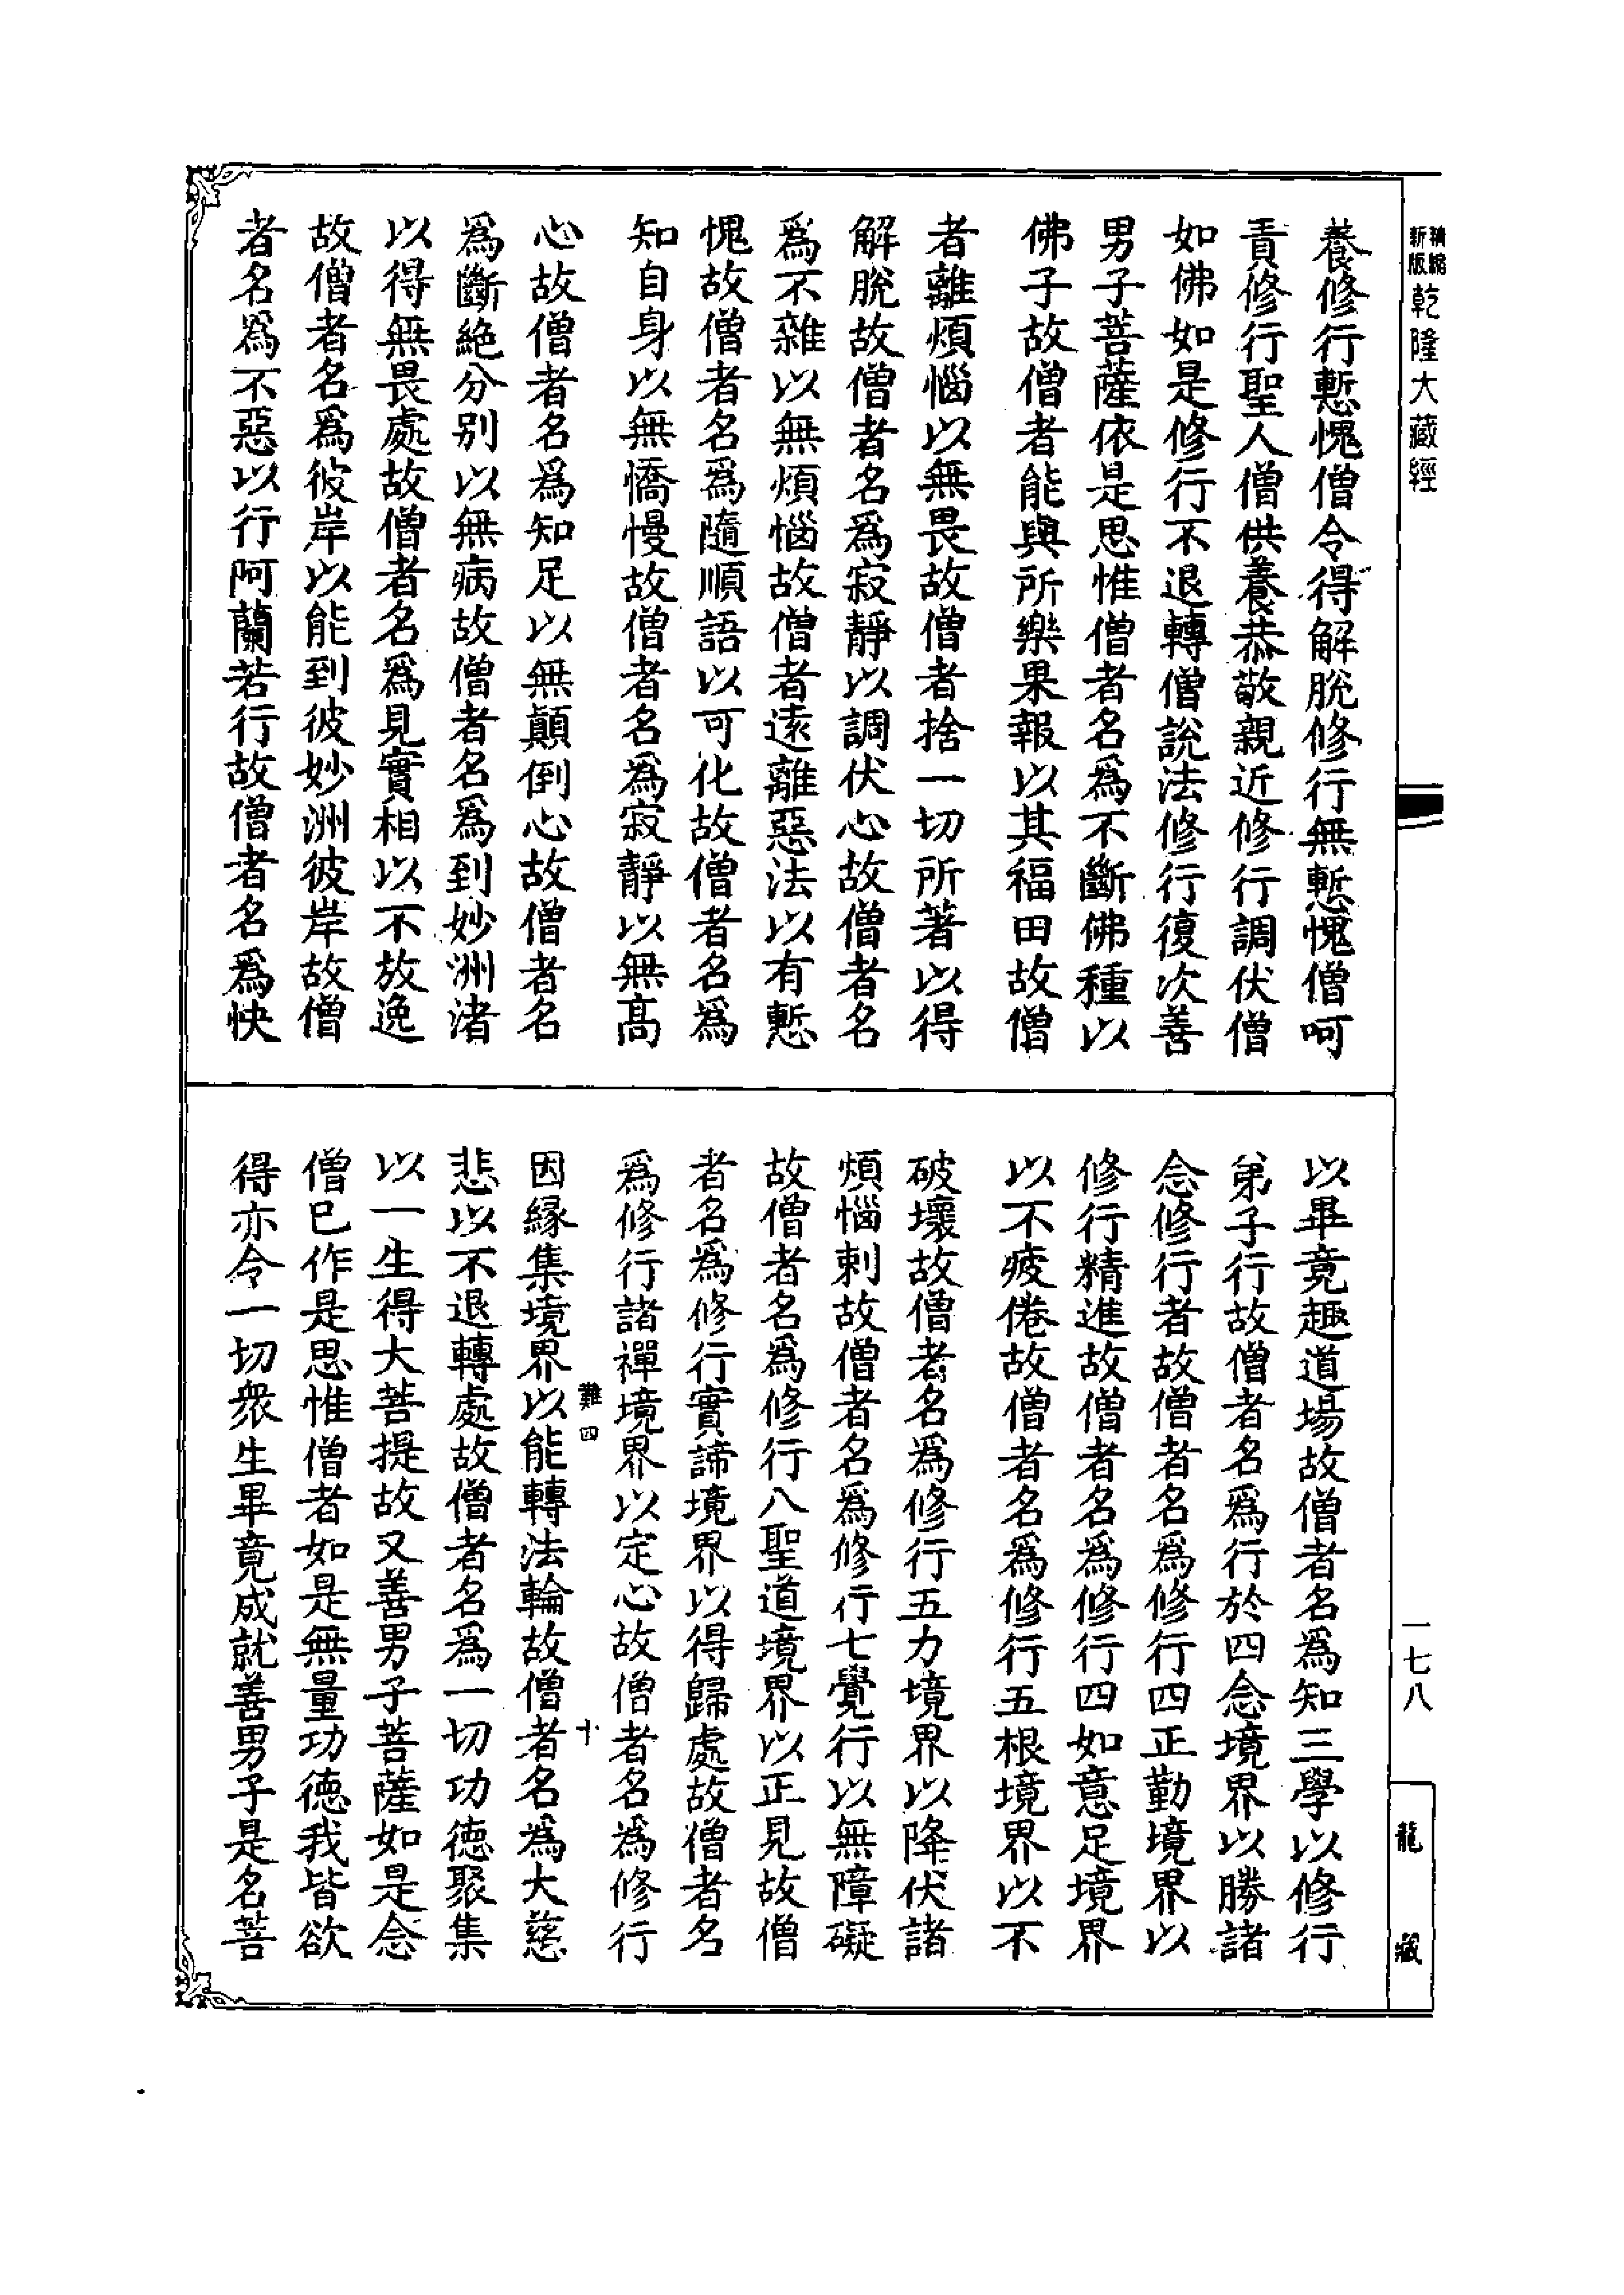 精縮
新版
乾隆大藏經
養修行慙愧僧令得解脫修行無慙愧僧呵
責修行聖人僧供養恭敬親近修行調伏僧
如佛如是修行不退轉僧說法修行復次善
男子菩薩依是思惟僧者名爲不斷佛種以
佛子故僧者能與所樂果報以其福田故僧
者離煩惱以無畏故僧者捨一切所著以得
解脫故僧者名爲寂靜以調伏心故僧者名
爲不雜以無煩惱故僧者遠離惡法以有慙
愧故僧者名爲隨順語以可化故僧者名爲
知自身以無憍慢故僧者名爲寂靜以無高
心故僧者名爲知足以無顛倒心故僧者名
爲斷絶分別以無病故僧者名爲到妙洲渚
以得無畏處故僧者名爲見實相以不放逸
故僧者名爲彼岸以能到彼妙洲彼岸故僧
者名爲不惡以行阿蘭若行故僧者名爲快
以畢竟趣道場故僧者名爲知三學以修行
弟子行故僧者名爲行於四念境界以勝諸
念修行者故僧者名爲修行四正勤境界以
修行精進故僧者名爲修行四如意足境界
以不疲倦故僧者名爲修行五根境界以不
破壞故僧者名爲修行五力境界以降伏諸
煩惱刺故僧者名爲修行七覺行以無障礙
故僧者名爲修行八聖道境界以正見故僧
者名爲修行實諦境界以得歸處故僧者名
爲修行諸禪境界以定心故僧者名爲修行
難四
十
因緣集境界以能轉法輪故僧者名爲大慈
悲以不退轉處故僧者名爲一切功德聚集
以一生得大菩提故又善男子菩薩如是念
僧已作是思惟僧者如是無量功德我皆欲
得亦令一切衆生畢竟成就善男子是名菩
一七八
龍藏